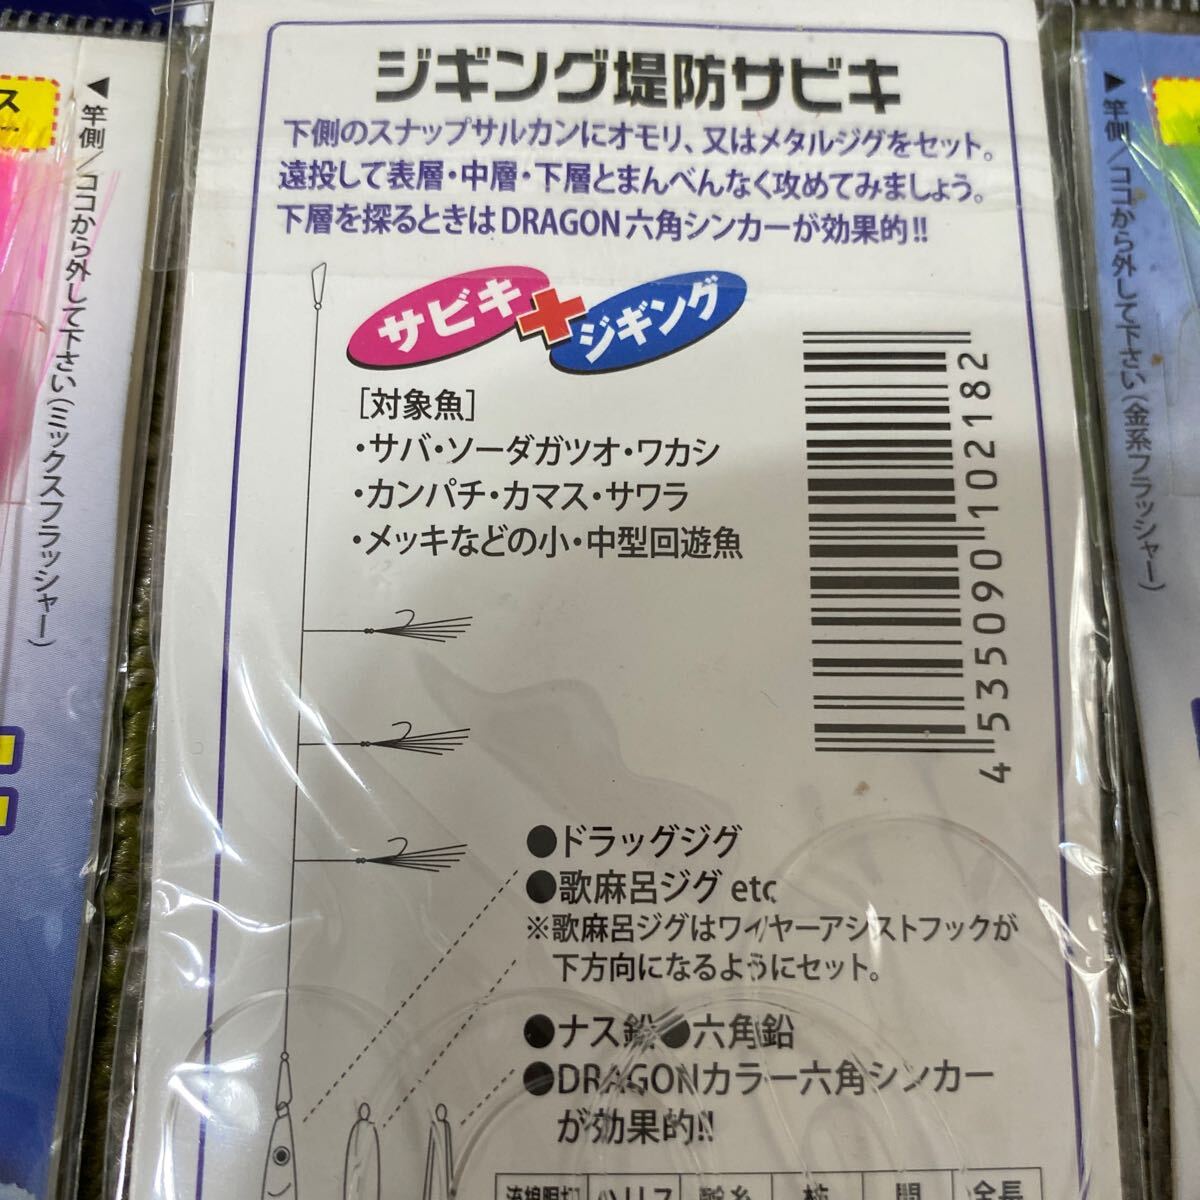 ジギング堤防サビキ
下側のスナップサルカンにオモリ、又はメタルジグをセット。
遠投して表層・中層・下層とまんべんなく攻めてみましょう。
下層を探るときはDRAGON六角シンカーが効果的!!
サビキ+ジギング
[対象魚]
・サバ・ソーダガツオ・ワカシ
・カンパチ・カマス・サワラ
・メッキなどの小・中型回遊魚
4535090102182
●ドラッグジグ
●歌麻呂ジグ etc
※歌麻呂ジグはワイヤーアシストフックが
下方向になるようにセット。
●ナス鉛●六角鉛
●DRAGONカラー六角シンカー
が効果的!!
ハリス 幹糸 枝 間 全長
◀竿側/ココから外して下さい(ミックスフラッシャー)
ス
▶竿側/ココから外して下さい(金系フラッシャー)